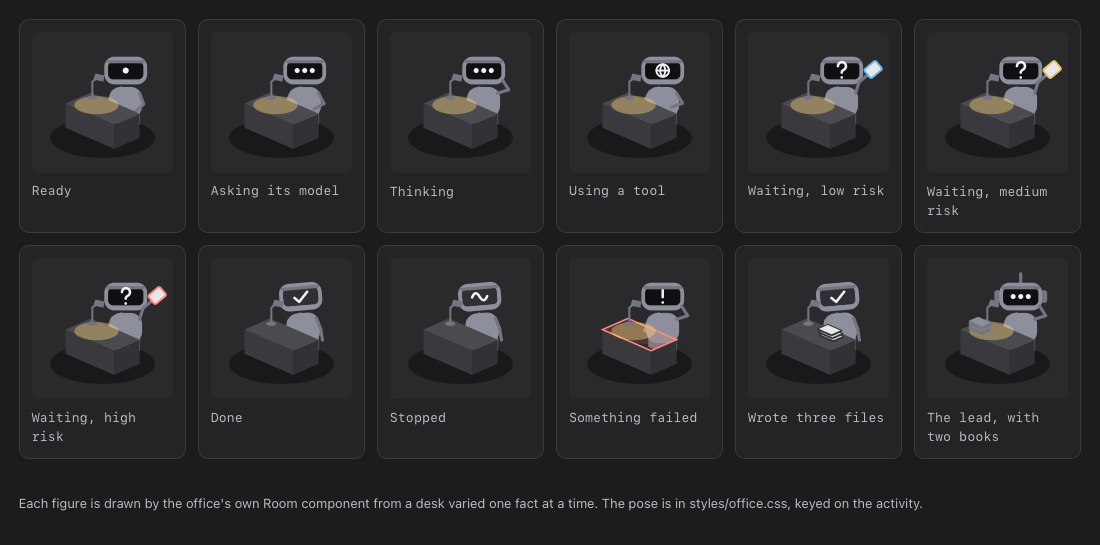 Ready
Asking its model
Thinking
Using a tool
Waiting, low risk
Waiting, medium
risk
Waiting, high
risk
Done
Stopped
Something failed
Wrote three files
The lead, with
two books
Each figure is drawn by the office's own Room component from a desk varied one fact at a time. The pose is in styles/office.css, keyed on the activity.